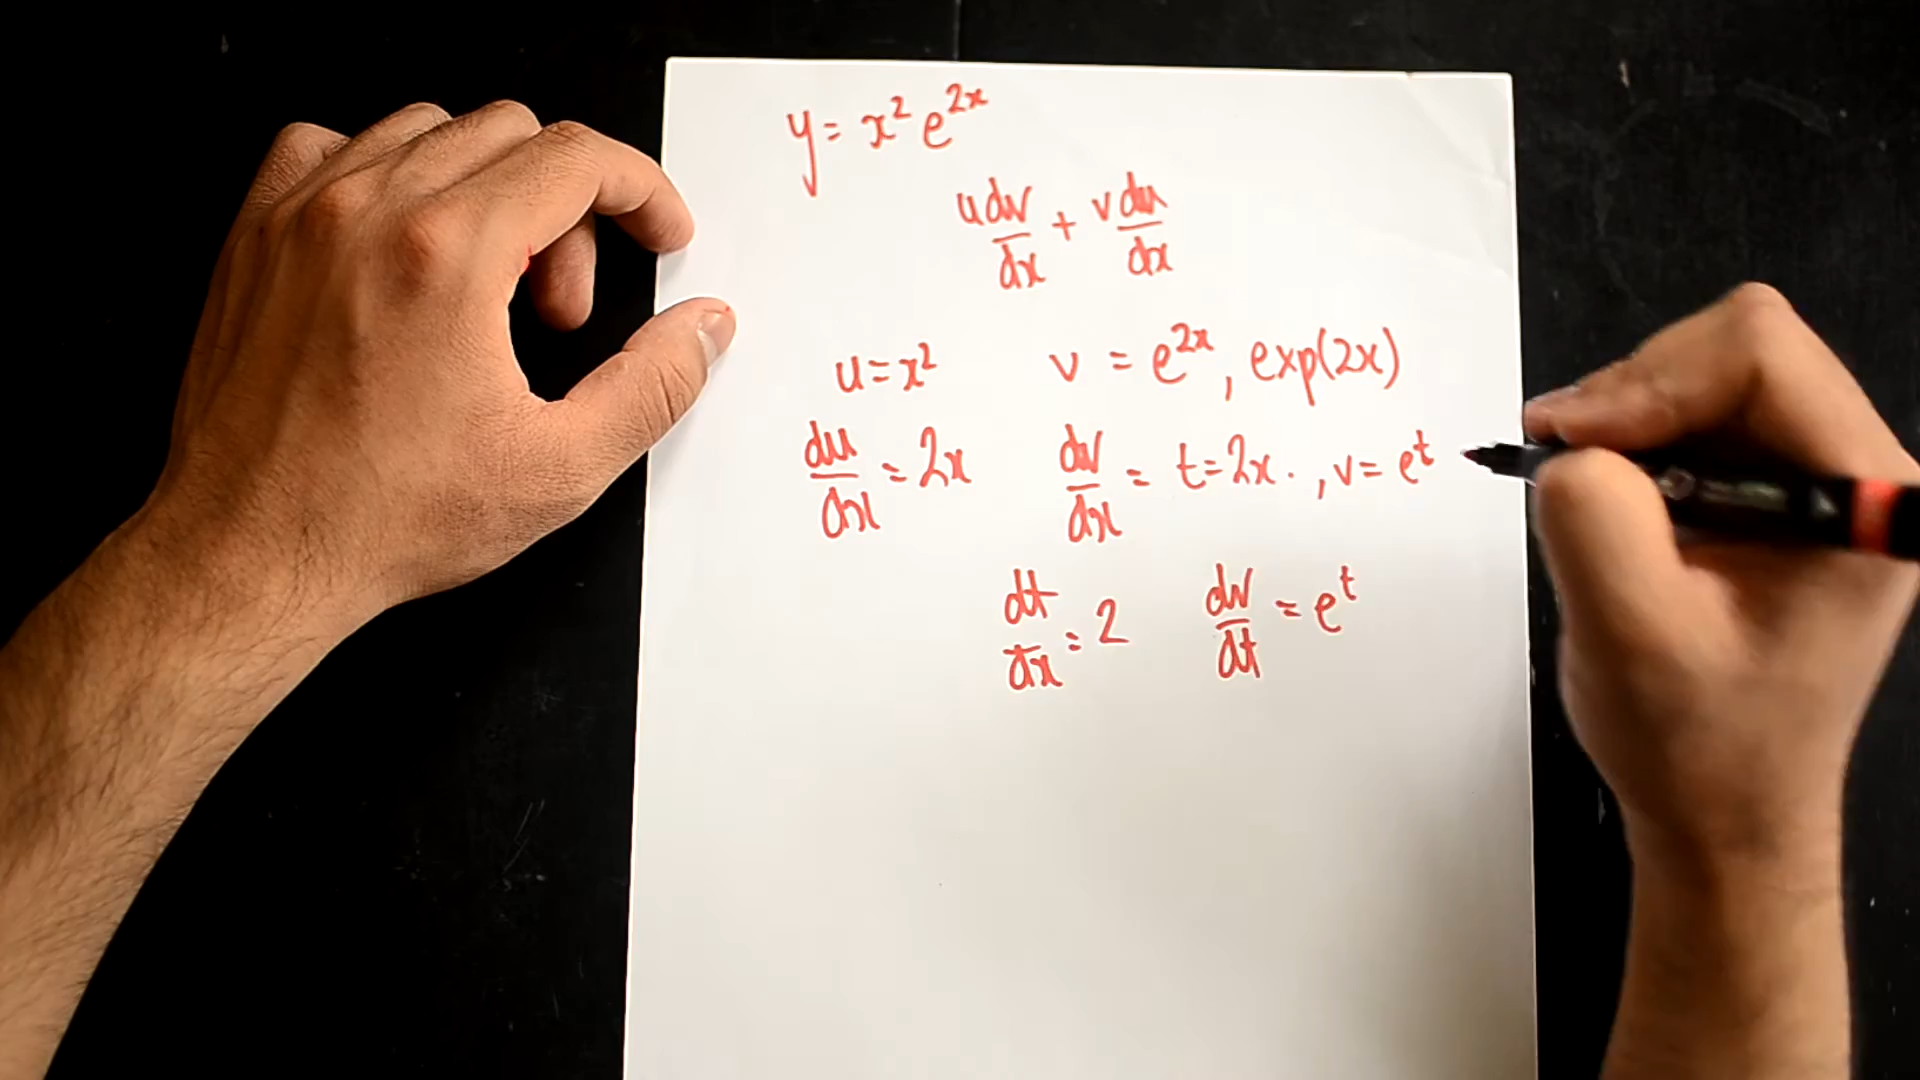 y = x² e^{2x}
u dv/dx + v du/dx
u = x² v = e^{2x}, exp(2x)
du/dx = 2x dv/dx = t = 2x. , v = e^t
dt/dx = 2 dv/dt = e^t